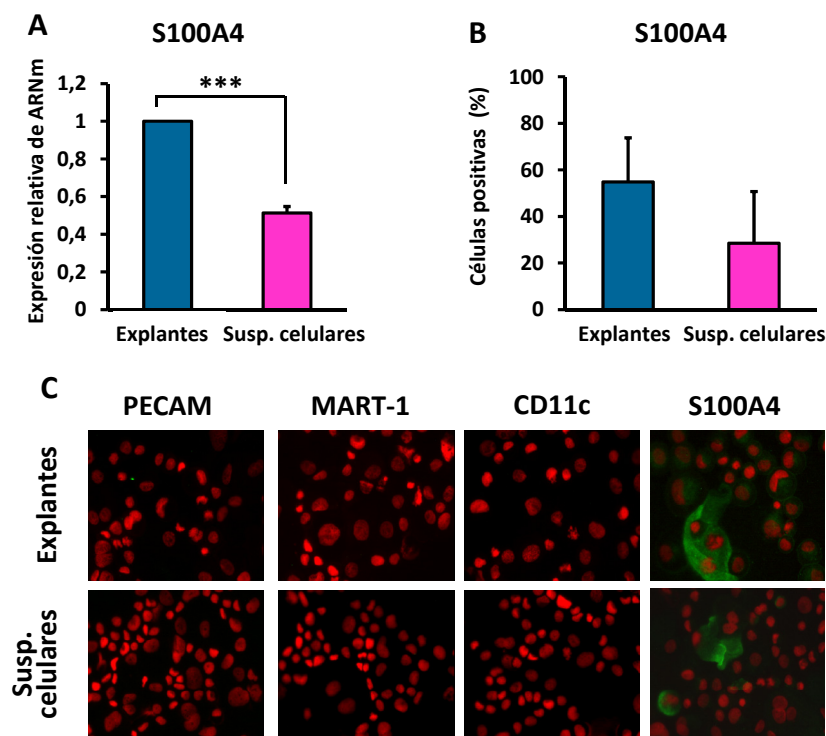 A
S100A4
Expresión relativa de ARNm
1,2
1
0,8
0,6
0,4
0,2
0
***
Explantes
Susp. celulares
B
S100A4
Células positivas (%)
100
80
60
40
20
0
Explantes
Susp. celulares
C
PECAM
MART-1
CD11c
S100A4
Explantes
Susp.
celulares